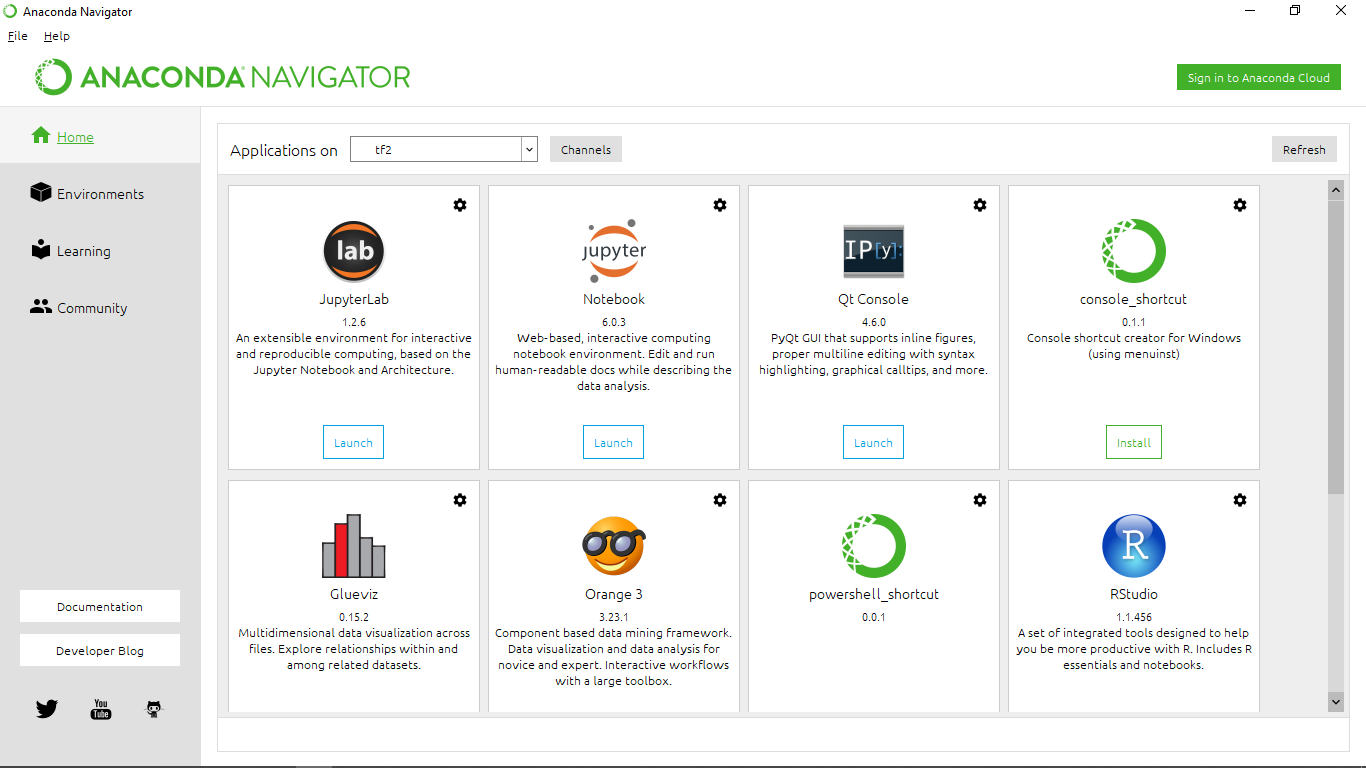 Anaconda Navigator
File Help
ANACONDA NAVIGATOR
Sign in to Anaconda Cloud
Home
Environments
Learning
Community
Documentation
Developer Blog
You
Tube
Applications on tf2 Channels Refresh
lab
JupyterLab
1.2.6
An extensible environment for interactive
and reproducible computing, based on the
Jupyter Notebook and Architecture.
Launch
jupyter
Notebook
6.0.3
Web-based, interactive computing
notebook environment. Edit and run
human-readable docs while describing the
data analysis.
Launch
IP[y]:
Qt Console
4.6.0
PyQt GUI that supports inline figures,
proper multiline editing with syntax
highlighting, graphical calltips, and more.
Launch
console_shortcut
0.1.1
Console shortcut creator for Windows
(using menuinst)
Install
Glueviz
0.15.2
Multidimensional data visualization across
files. Explore relationships within and
among related datasets.
Orange 3
3.23.1
Component based data mining framework.
Data visualization and data analysis for
novice and expert. Interactive workflows
with a large toolbox.
powershell_shortcut
0.0.1
R
RStudio
1.1.456
A set of integrated tools designed to help
you be more productive with R. Includes R
essentials and notebooks.